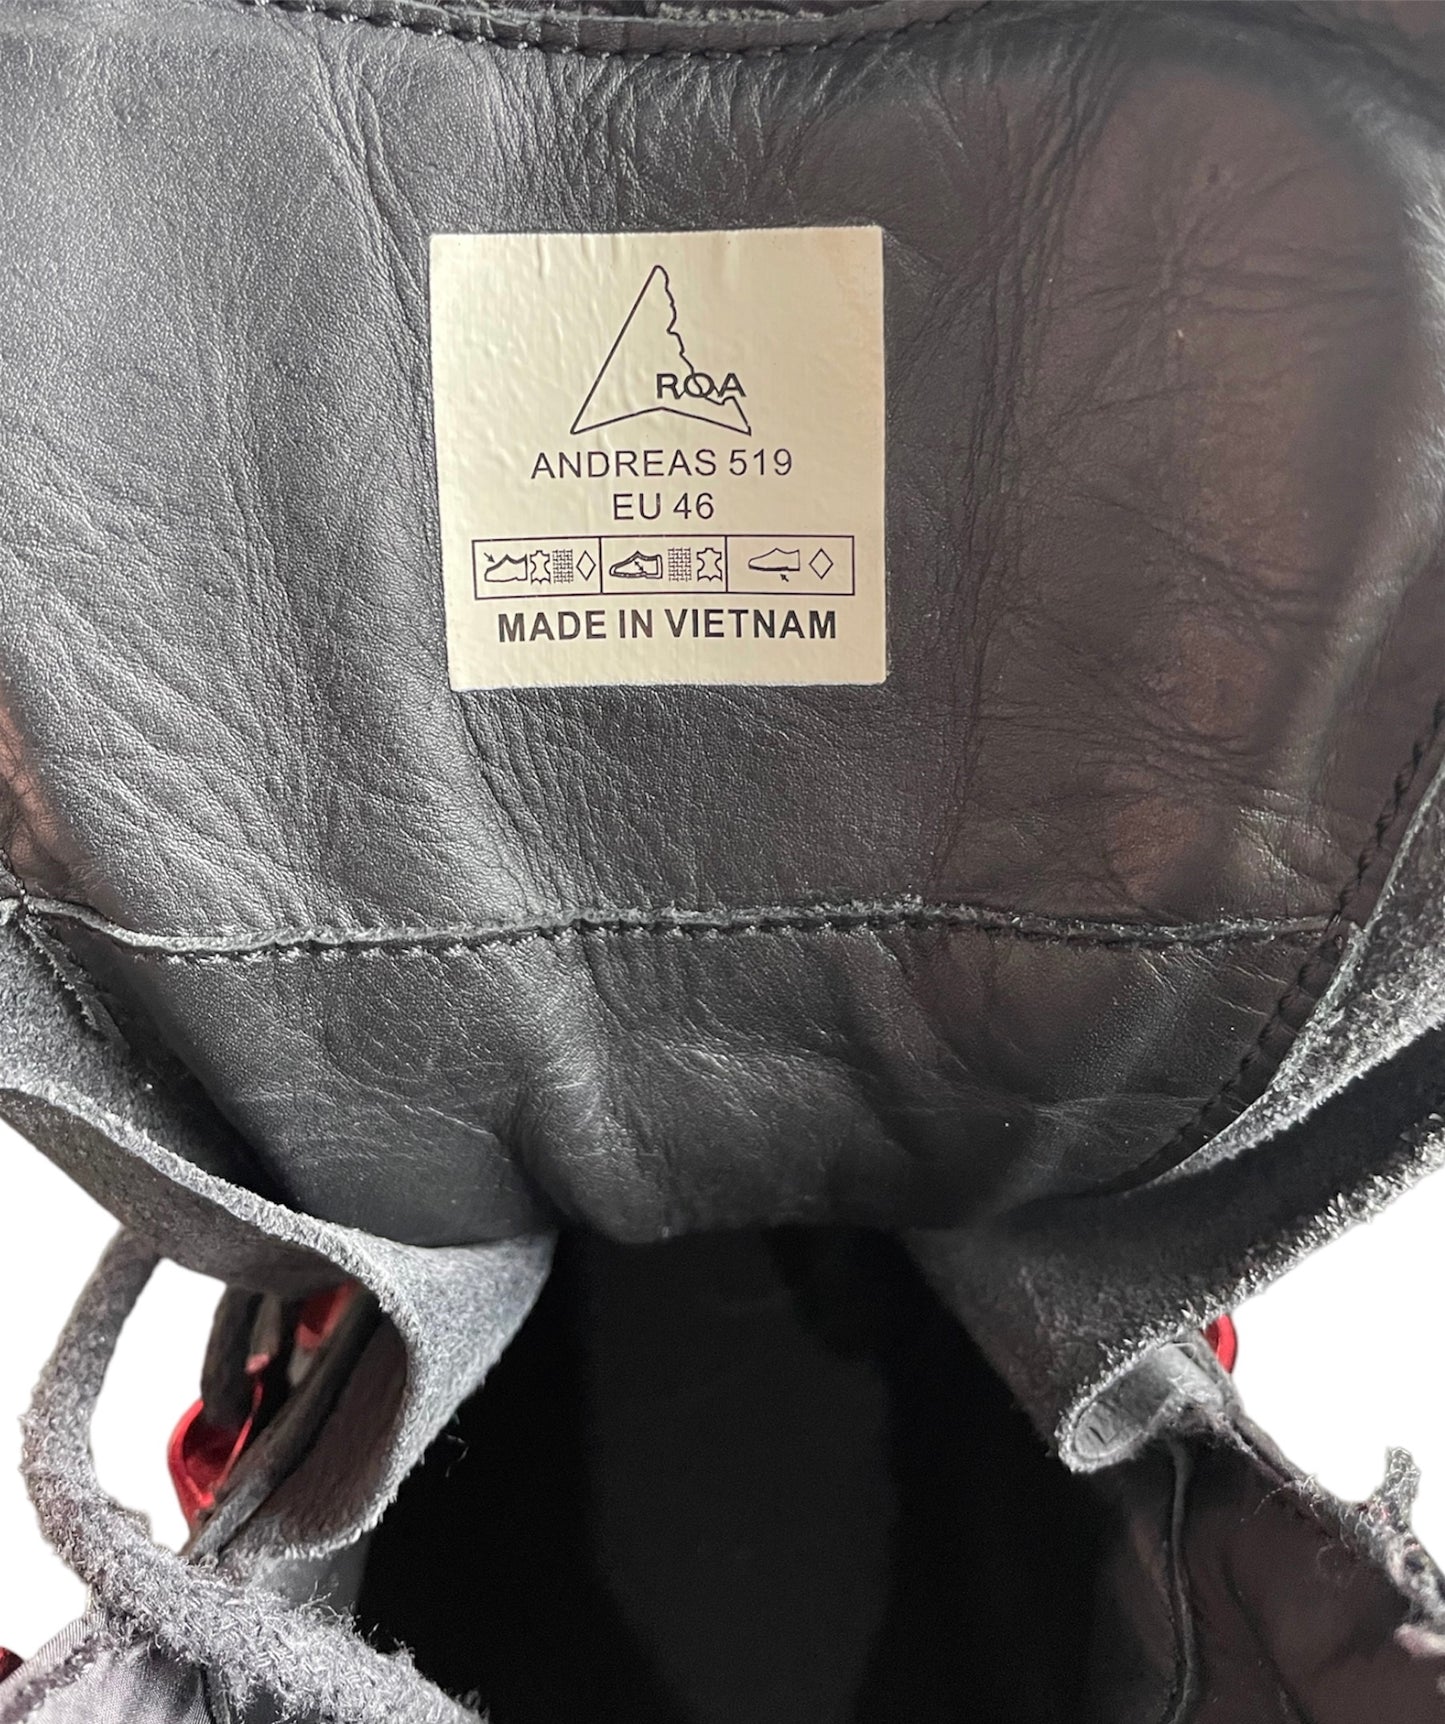 ROA
ANDREAS 519
EU 46
MADE IN VIETNAM